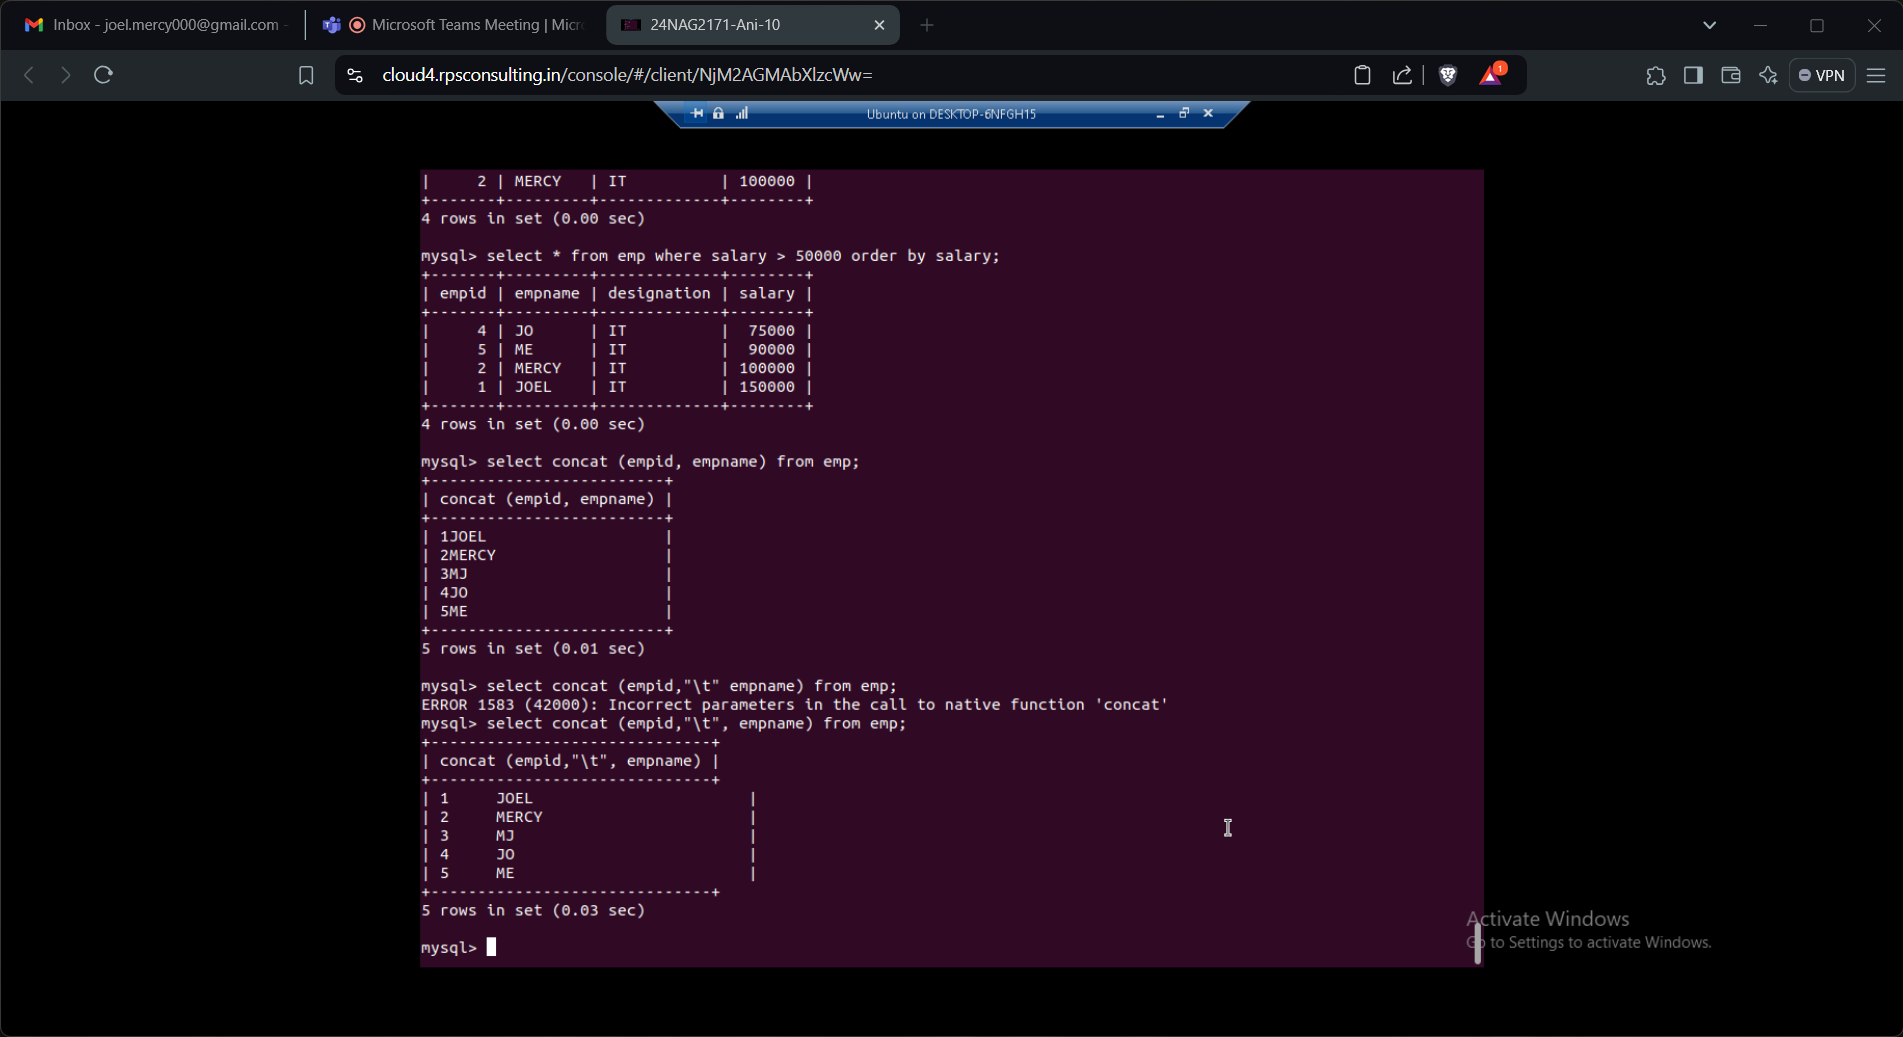 Inbox - joel.mercy000@gmail.com -
Microsoft Teams Meeting | Micr
24NAG2171-Ani-10
cloud4.rpsconsulting.in/console/#/client/NjM2AGMAbXlzcWw=
1
VPN
Ubuntu on DESKTOP-6NFGH15
|     2 | MERCY   | IT          | 100000 |
+-------+---------+-------------+--------+
4 rows in set (0.00 sec)
mysql> select * from emp where salary > 50000 order by salary;
+-------+---------+-------------+--------+
| empid | empname | designation | salary |
+-------+---------+-------------+--------+
|     4 | JO      | IT          |  75000 |
|     5 | ME      | IT          |  90000 |
|     2 | MERCY   | IT          | 100000 |
|     1 | JOEL    | IT          | 150000 |
+-------+---------+-------------+--------+
4 rows in set (0.00 sec)
mysql> select concat (empid, empname) from emp;
+-------------------------+
| concat (empid, empname) |
+-------------------------+
| 1JOEL                   |
| 2MERCY                  |
| 3MJ                     |
| 4JO                     |
| 5ME                     |
+-------------------------+
5 rows in set (0.01 sec)
mysql> select concat (empid,"\t" empname) from emp;
ERROR 1583 (42000): Incorrect parameters in the call to native function 'concat'
mysql> select concat (empid,"\t", empname) from emp;
+------------------------------+
| concat (empid,"\t", empname) |
+------------------------------+
| 1     JOEL                       |
| 2     MERCY                      |
| 3     MJ                         |
| 4     JO                         |
| 5     ME                         |
+------------------------------+
5 rows in set (0.03 sec)
mysql>
Activate Windows
Go to Settings to activate Windows.